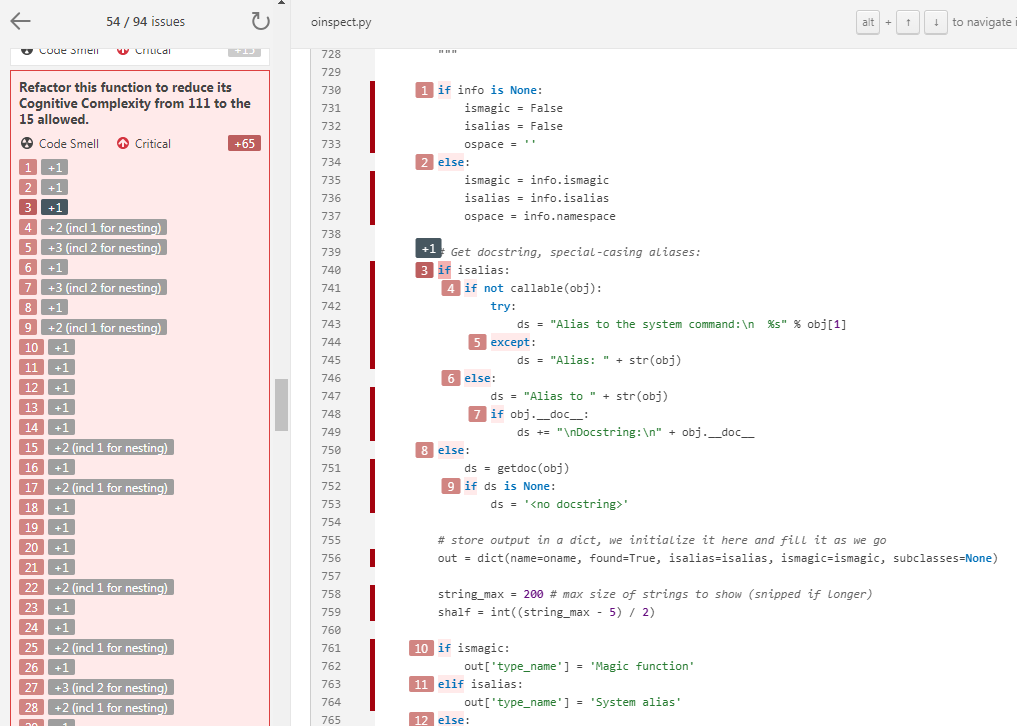 54 / 94 issues
oinspect.py
alt + ↑ ↓ to navigate i
Code Smell Critical +15
Refactor this function to reduce its
Cognitive Complexity from 111 to the
15 allowed.
Code Smell Critical +65
1 +1
2 +1
3 +1
4 +2 (incl 1 for nesting)
5 +3 (incl 2 for nesting)
6 +1
7 +3 (incl 2 for nesting)
8 +1
9 +2 (incl 1 for nesting)
10 +1
11 +1
12 +1
13 +1
14 +1
15 +2 (incl 1 for nesting)
16 +1
17 +2 (incl 1 for nesting)
18 +1
19 +1
20 +1
21 +1
22 +2 (incl 1 for nesting)
23 +1
24 +1
25 +2 (incl 1 for nesting)
26 +1
27 +3 (incl 2 for nesting)
28 +2 (incl 1 for nesting)
29 +1
728 """
729
730 1 if info is None:
731 ismagic = False
732 isalias = False
733 ospace = ''
734 2 else:
735 ismagic = info.ismagic
736 isalias = info.isalias
737 ospace = info.namespace
738
739 +1 # Get docstring, special-casing aliases:
740 3 if isalias:
741 4 if not callable(obj):
742 try:
743 ds = "Alias to the system command:\n %s" % obj[1]
744 5 except:
745 ds = "Alias: " + str(obj)
746 6 else:
747 ds = "Alias to " + str(obj)
748 7 if obj.__doc__:
749 ds += "\nDocstring:\n" + obj.__doc__
750 8 else:
751 ds = getdoc(obj)
752 9 if ds is None:
753 ds = '<no docstring>'
754
755 # store output in a dict, we initialize it here and fill it as we go
756 out = dict(name=oname, found=True, isalias=isalias, ismagic=ismagic, subclasses=None)
757
758 string_max = 200 # max size of strings to show (snipped if longer)
759 shalf = int((string_max - 5) / 2)
760
761 10 if ismagic:
762 out['type_name'] = 'Magic function'
763 11 elif isalias:
764 out['type_name'] = 'System alias'
765 12 else: